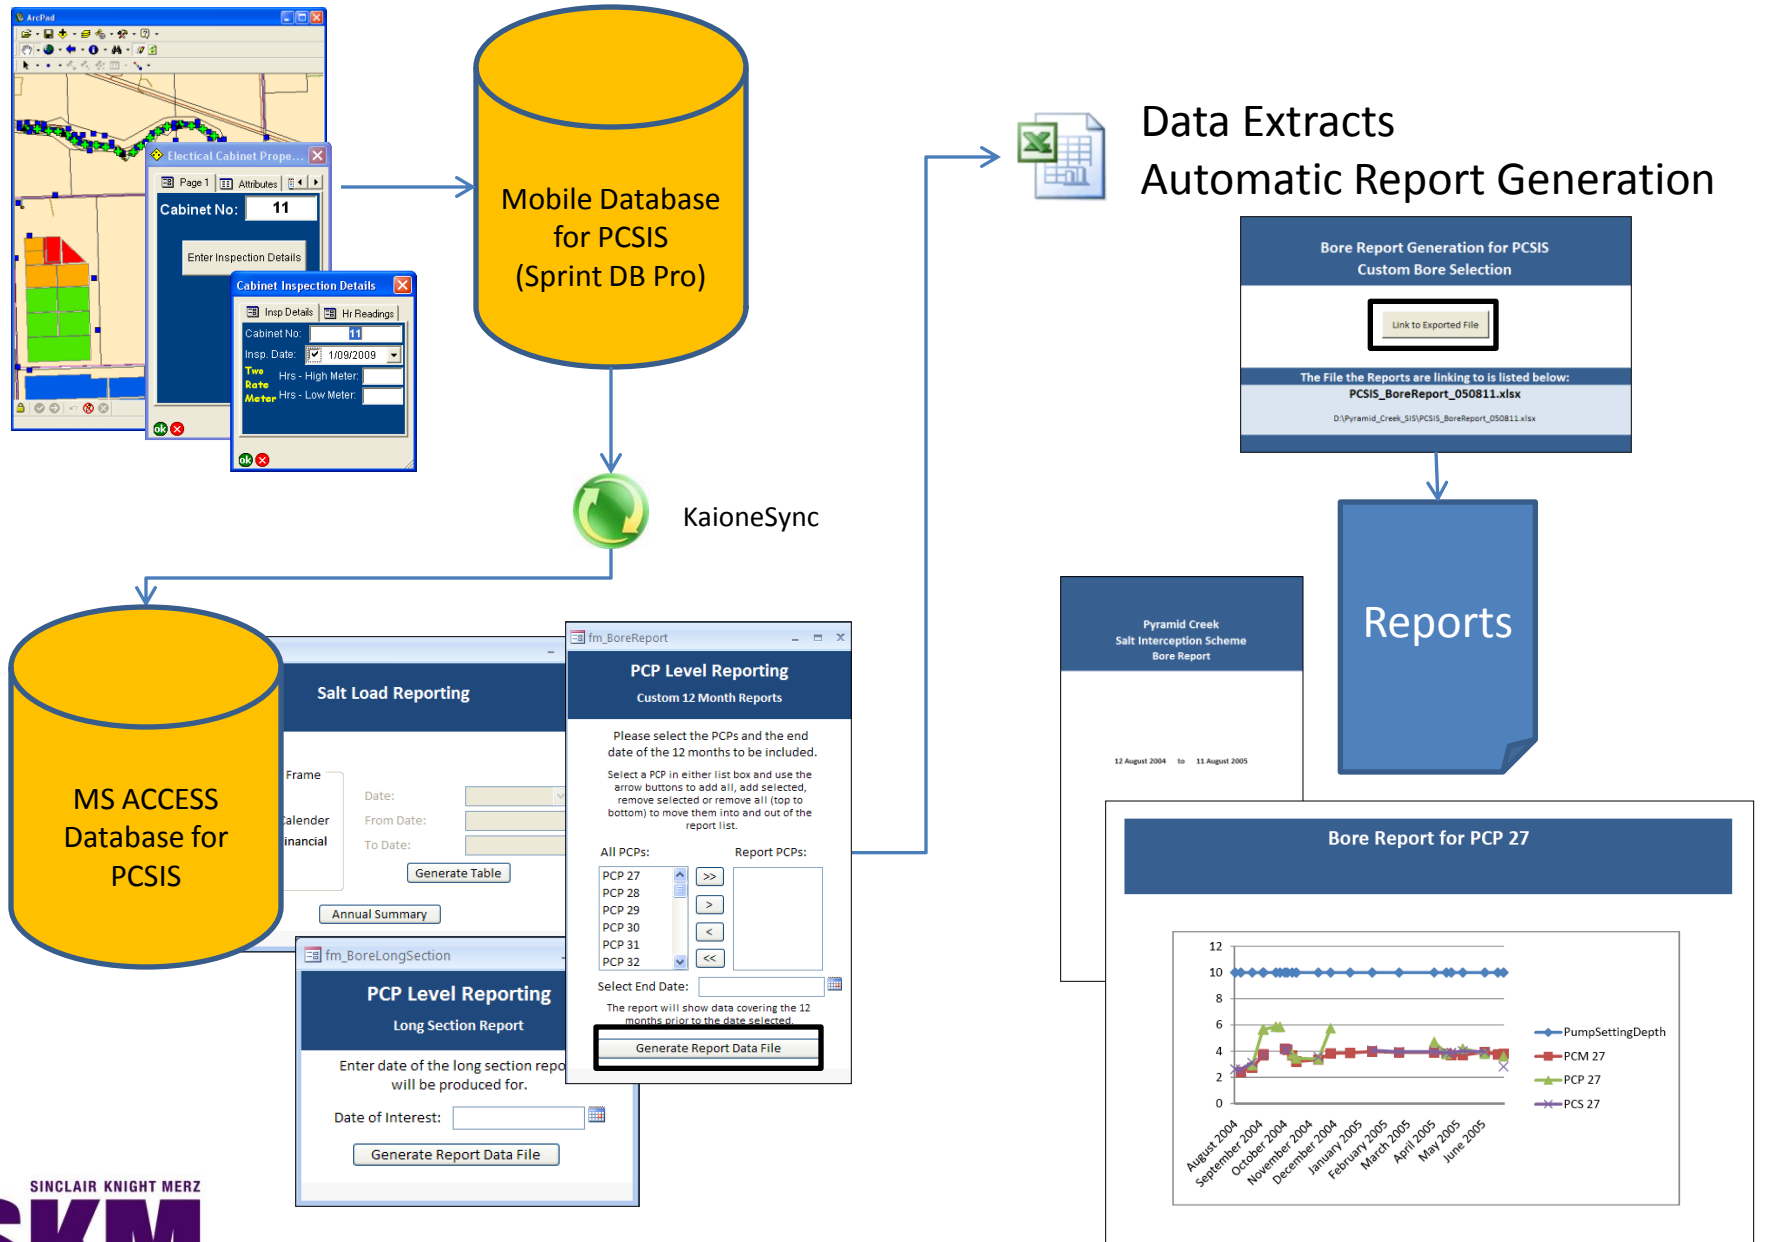 ArcPad
Electical Cabinet Prope...
Page 1
Attributes
Cabinet No:
11
Enter Inspection Details
Cabinet Inspection Details
Insp Details
Hr Readings
Cabinet No:
11
Insp. Date:
1/09/2009
Two
Rate
Meter
Hrs - High Meter:
Hrs - Low Meter:
ok
ok
Mobile Database
for PCSIS
(Sprint DB Pro)
KaioneSync
MS ACCESS
Database for
PCSIS
Salt Load Reporting
Frame
Calender
inancial
Date:
From Date:
To Date:
Generate Table
Annual Summary
fm_BoreLongSection
PCP Level Reporting
Long Section Report
Enter date of the long section repo
will be produced for.
Date of Interest:
Generate Report Data File
fm_BoreReport
PCP Level Reporting
Custom 12 Month Reports
Please select the PCPs and the end
date of the 12 months to be included.
Select a PCP in either list box and use the
arrow buttons to add all, add selected,
remove selected or remove all (top to
bottom) to move them into and out of the
report list.
All PCPs:
Report PCPs:
PCP 27
PCP 28
PCP 29
PCP 30
PCP 31
PCP 32
>>
>
<
<<
Select End Date:
The report will show data covering the 12
months prior to the date selected.
Generate Report Data File
Data Extracts
Automatic Report Generation
Bore Report Generation for PCSIS
Custom Bore Selection
Link to Exported File
The File the Reports are linking to is listed below:
PCSIS_BoreReport_050811.xlsx
D:\Pyramid_Creek_SIS\PCSIS_BoreReport_050811.xlsx
Reports
Pyramid Creek
Salt Interception Scheme
Bore Report
12 August 2004 to 11 August 2005
Bore Report for PCP 27
12
10
8
6
4
2
0
August 2004
September 2004
October 2004
November 2004
December 2004
January 2005
February 2005
March 2005
April 2005
May 2005
June 2005
PumpSettingDepth
PCM 27
PCP 27
PCS 27
SINCLAIR KNIGHT MERZ
SKM